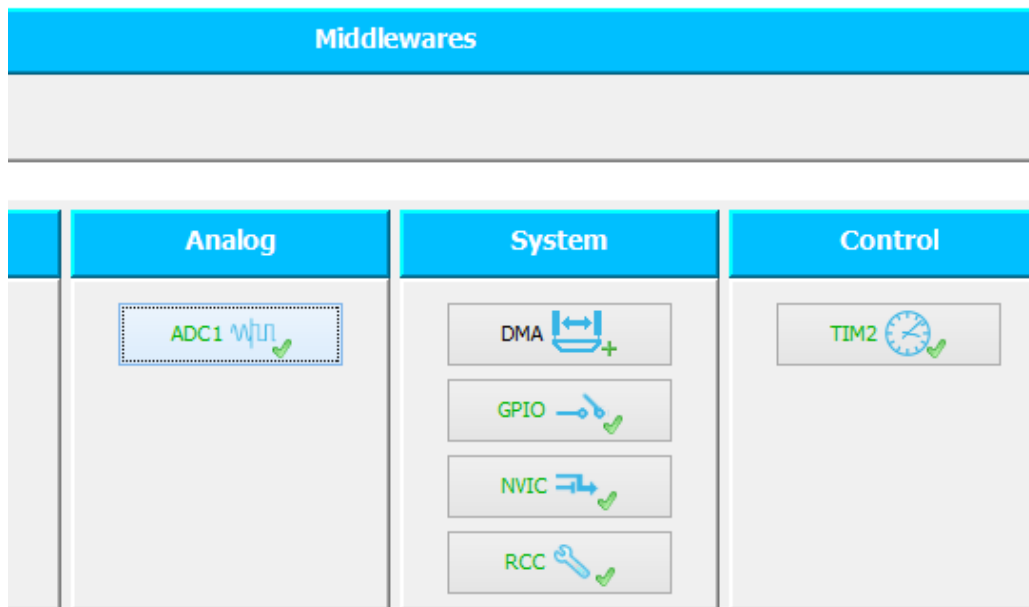 Middlewares
Analog
System
Control
ADC1
DMA
TIM2
GPIO
NVIC
RCC